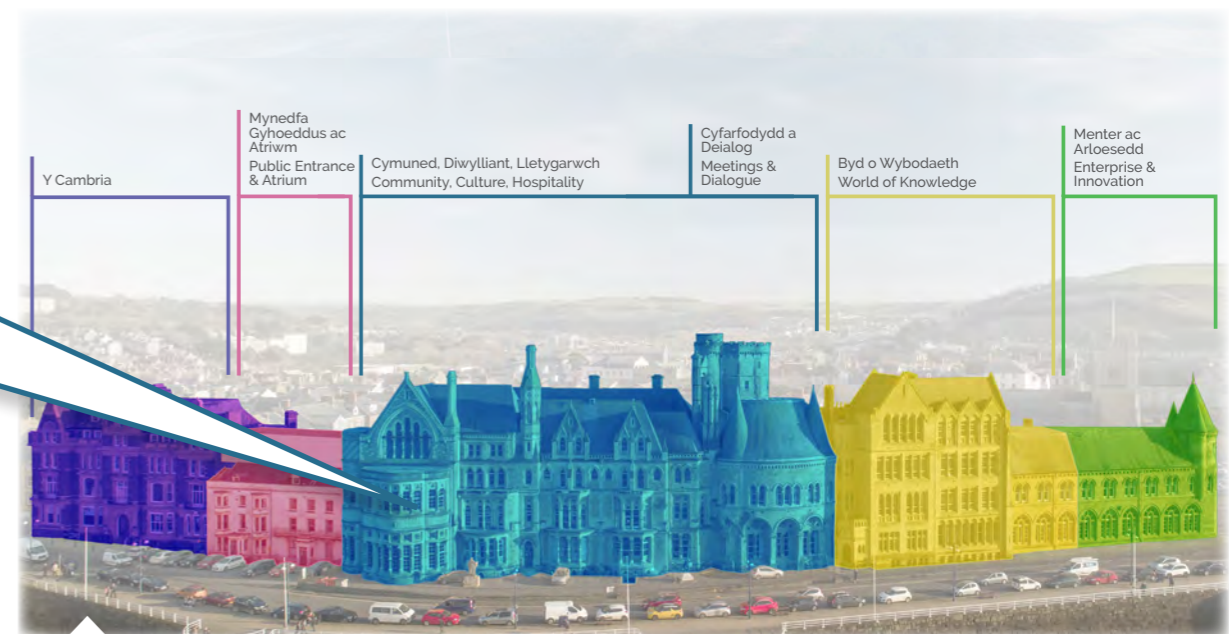 Y Cambria
Mynedfa
Gyhoeddus ac
Atriwm
Public Entrance
& Atrium
Cymuned, Diwylliant, Lletygarwch
Community, Culture, Hospitality
Cyfarfodydd a
Deialog
Meetings &
Dialogue
Byd o Wybodaeth
World of Knowledge
Menter ac
Arloesedd
Enterprise &
Innovation